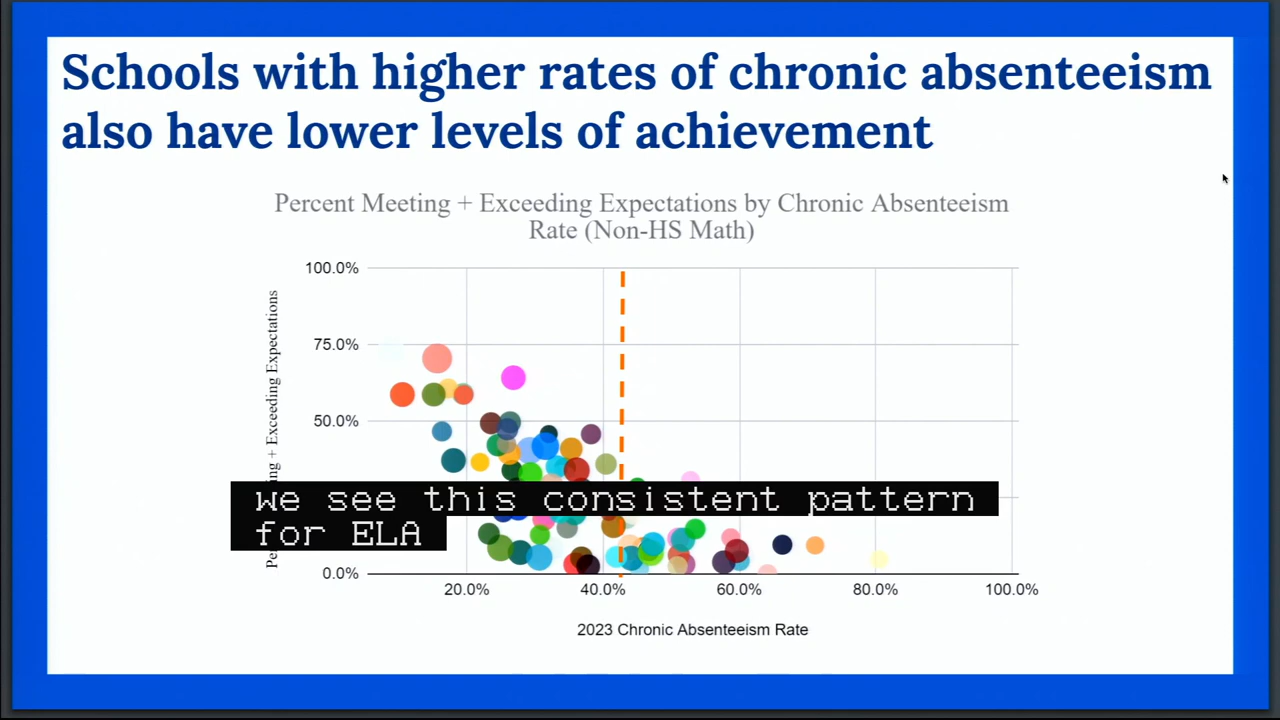 Schools with higher rates of chronic absenteeism
also have lower levels of achievement
Percent Meeting + Exceeding Expectations by Chronic Absenteeism
Rate (Non-HS Math)
100.0%
75.0%
50.0%
0.0%
+ Exceeding Expectations
we see this consistent pattern
for ELA
20.0%
40.0%
60.0%
80.0%
100.0%
2023 Chronic Absenteeism Rate